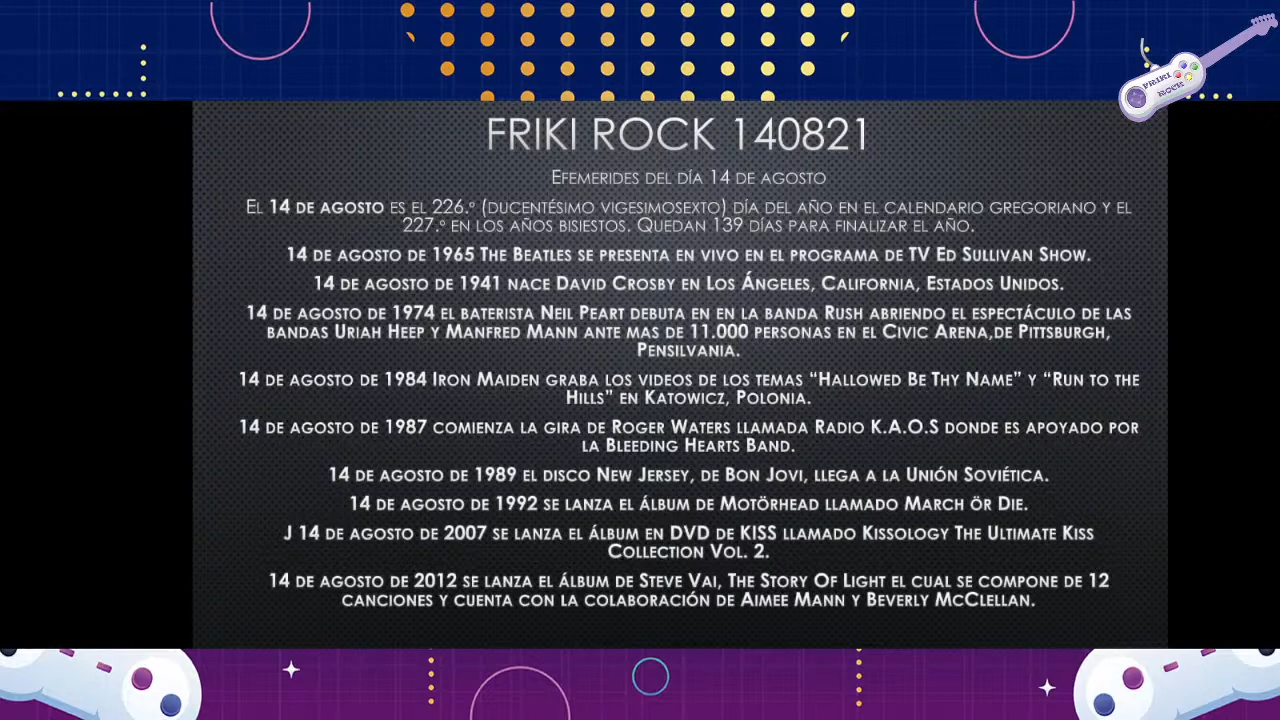 FRIKI ROCK
FRIKI ROCK 140821
Efemerides del día 14 de agosto
El 14 de agosto es el 226.º (ducentésimo vigesimosexto) día del año en el calendario gregoriano y el
227.º en los años bisiestos. Quedan 139 días para finalizar el año.
14 de agosto de 1965 The Beatles se presenta en vivo en el programa de TV Ed Sullivan Show.
14 de agosto de 1941 nace David Crosby en Los Ángeles, California, Estados Unidos.
14 de agosto de 1974 el baterista Neil Peart debuta en en la banda Rush abriendo el espectáculo de las
bandas Uriah Heep y Manfred Mann ante mas de 11.000 personas en el Civic Arena,de Pittsburgh,
Pensilvania.
14 de agosto de 1984 Iron Maiden graba los videos de los temas “Hallowed Be Thy Name” y “Run to the
Hills” en Katowicz, Polonia.
14 de agosto de 1987 comienza la gira de Roger Waters llamada Radio K.A.O.S donde es apoyado por
la Bleeding Hearts Band.
14 de agosto de 1989 el disco New Jersey, de Bon Jovi, llega a la Unión Soviética.
14 de agosto de 1992 se lanza el álbum de Motörhead llamado March ör Die.
J 14 de agosto de 2007 se lanza el álbum en DVD de KISS llamado Kissology The Ultimate Kiss
Collection Vol. 2.
14 de agosto de 2012 se lanza el álbum de Steve Vai, The Story Of Light el cual se compone de 12
canciones y cuenta con la colaboración de Aimee Mann y Beverly McClellan.